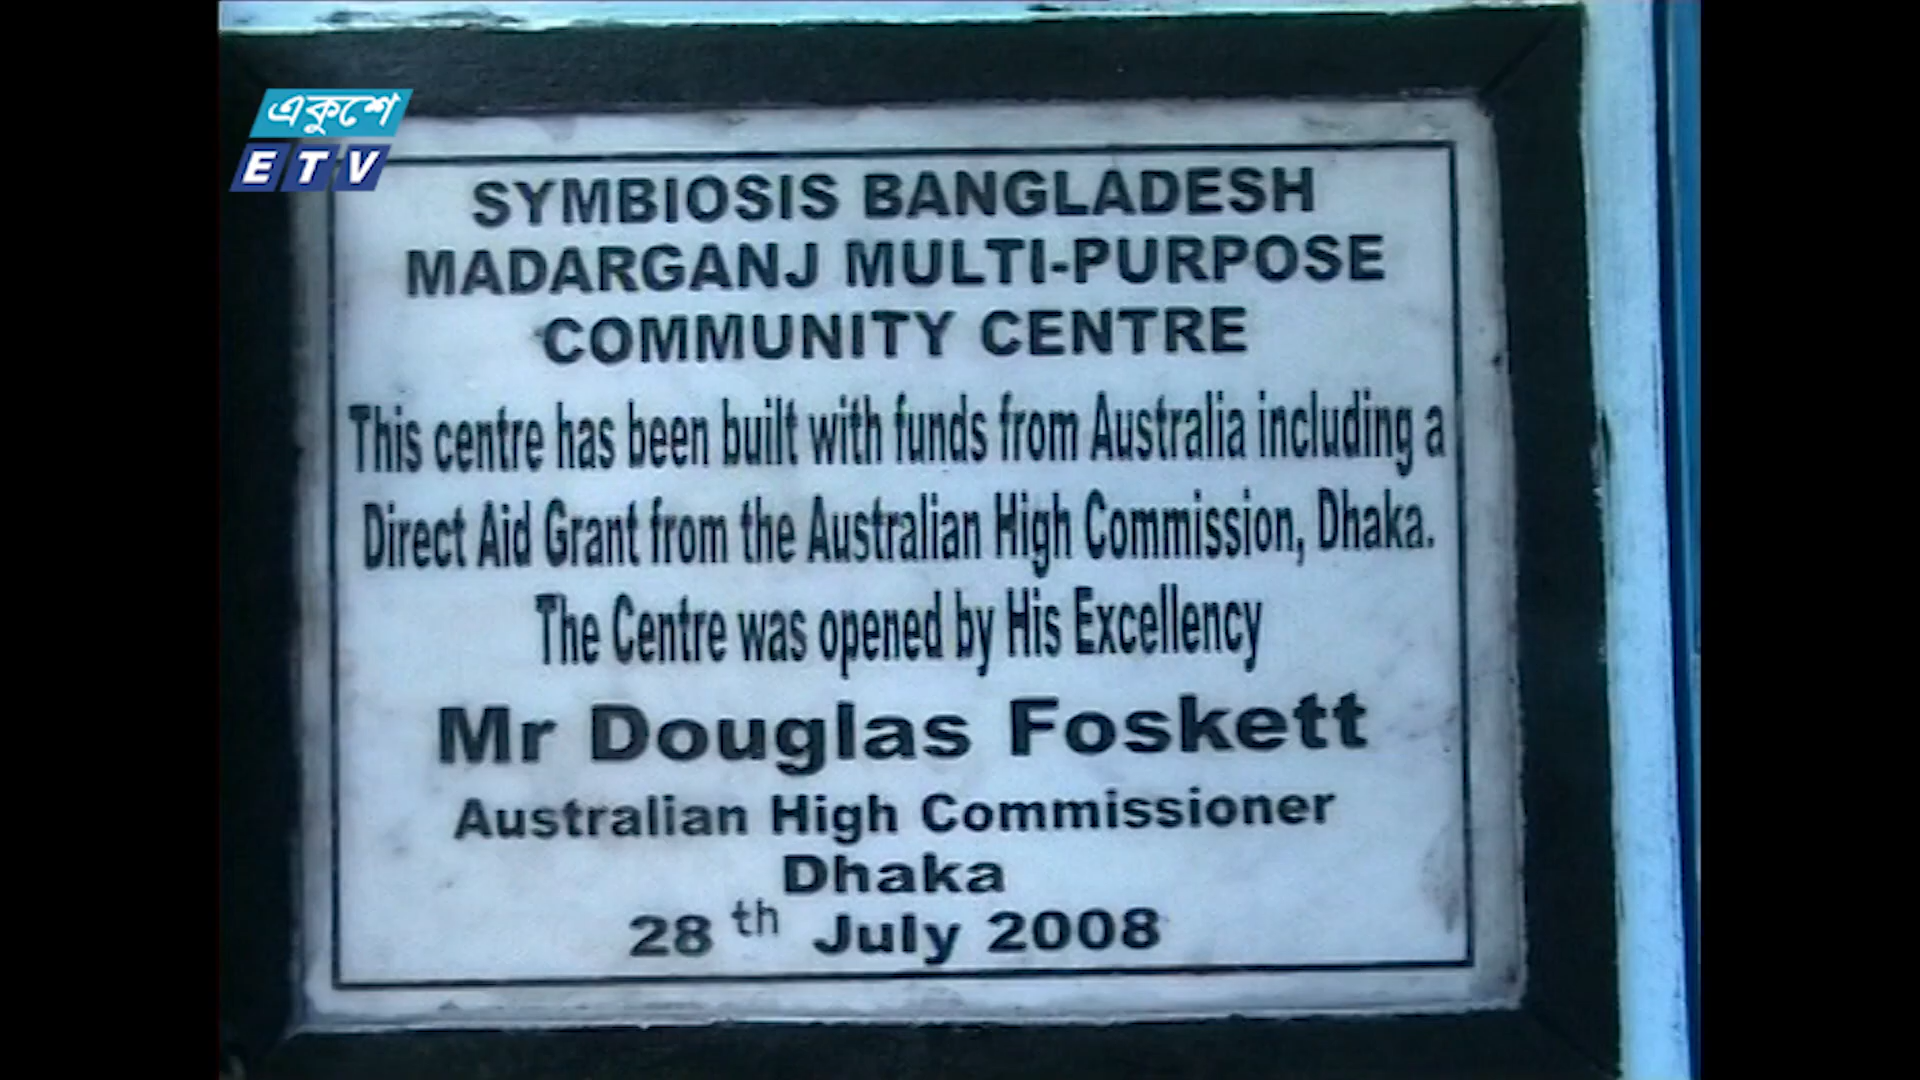 একুশে
ETV
SYMBIOSIS BANGLADESH
MADARGANJ MULTI-PURPOSE
COMMUNITY CENTRE
This centre has been built with funds from Australia including a
Direct Aid Grant from the Australian High Commission, Dhaka.
The Centre was opened by His Excellency
Mr Douglas Foskett
Australian High Commissioner
Dhaka
28 th July 2008